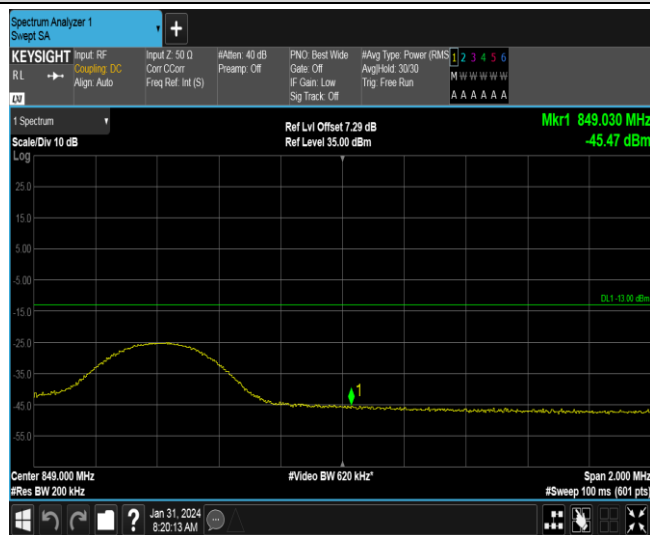 Spectrum Analyzer 1
Swept SA
+
KEYSIGHT Input: RF Input Z: 50 Ω #Atten: 40 dB PNO: Best Wide #Avg Type: Power (RMS 1 2 3 4 5 6
RL Coupling: DC Corr CCorr Preamp: Off Gate: Off Avg|Hold: 30/30 M W W W W W
Align: Auto Freq Ref: Int (S) IF Gain: Low Trig: Free Run
Sig Track: Off A A A A A A
LXI
1 Spectrum Ref Lvl Offset 7.29 dB Mkr1 849.030 MHz
Scale/Div 10 dB Ref Level 35.00 dBm -45.47 dBm
Log
25.0
15.0
5.00
-5.00
DL1 -13.00 dBm
-15.0
-25.0
-35.0
1
-45.0
-55.0
Center 849.000 MHz #Video BW 620 kHz* Span 2.000 MHz
#Res BW 200 kHz #Sweep 100 ms (601 pts)
? Jan 31, 2024
8:20:13 AM